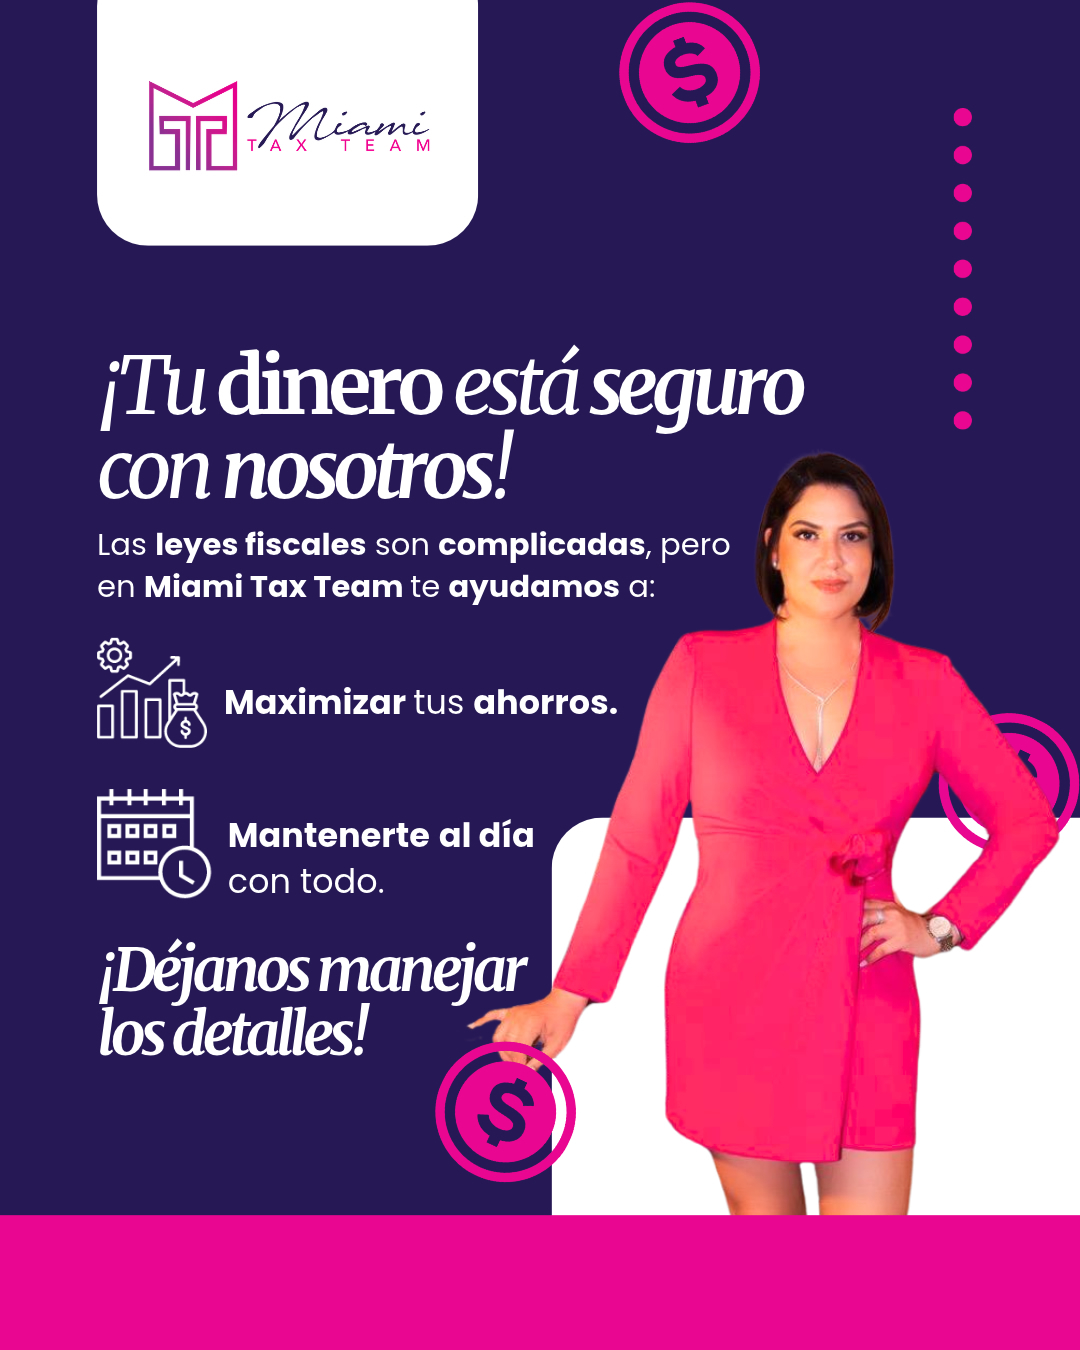 Miami
TAX TEAM
¡Tu dinero está seguro
con nosotros!
Las leyes fiscales son complicadas, pero
en Miami Tax Team te ayudamos a:
Maximizar tus ahorros.
Mantenerte al día
con todo.
¡Déjanos manejar
los detalles!